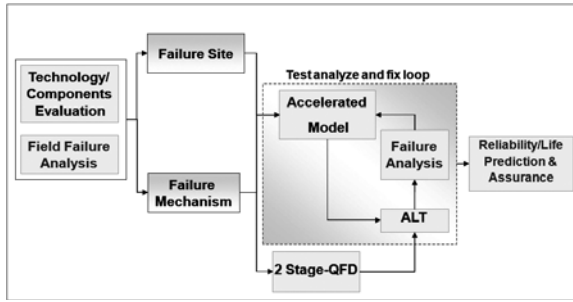 Technology/
Components
Evaluation
Field Failure
Analysis
Failure Site
Failure
Mechanism
Test analyze and fix loop
Accelerated
Model
Failure
Analysis
ALT
2 Stage-QFD
Reliability/Life
Prediction &
Assurance